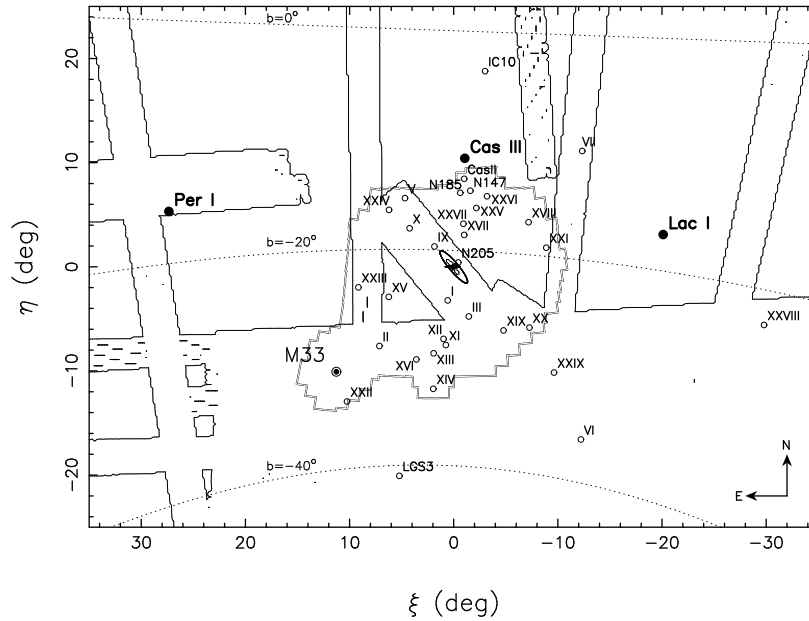 b=0°
IC10
VII
Cas III
CasII
N185
N147
XXVI
V
XXIV
XXV
XXVII
X
XVII
XVIII
Per I
Lac I
IX
XXI
b=−20°
N205
XXIII
XV
I
XXVIII
III
XIX
XX
XII
XI
II
M33
XIII
XVI
XXIX
XIV
XXII
VI
b=−40°
LGS3
N
E
20
10
0
−10
−20
η (deg)
30
20
10
0
−10
−20
−30
ξ (deg)